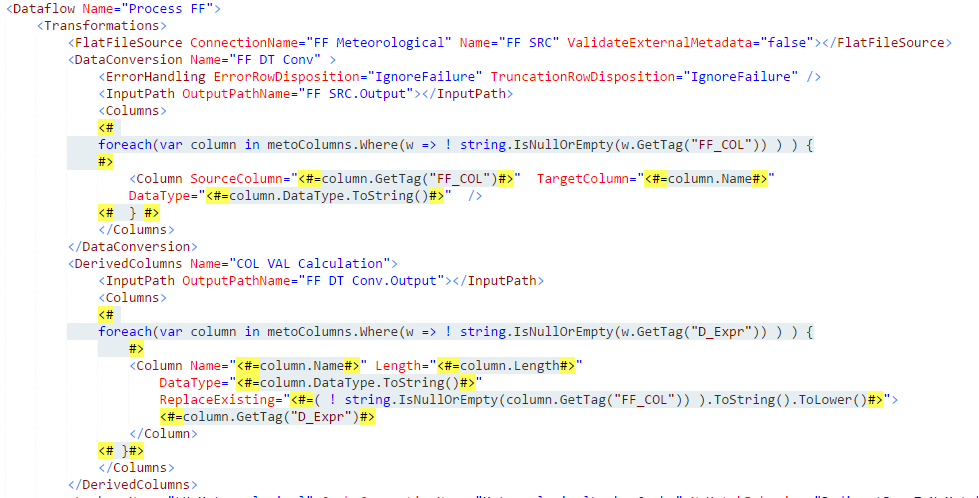 <Dataflow Name="Process FF">
<Transformations>
<FlatFileSource ConnectionName="FF Meteorological" Name="FF SRC" ValidateExternalMetadata="false"></FlatFileSource>
<DataConversion Name="FF DT Conv" >
<ErrorHandling ErrorRowDisposition="IgnoreFailure" TruncationRowDisposition="IgnoreFailure" />
<InputPath OutputPathName="FF SRC.Output"></InputPath>
<Columns>
<#
foreach(var column in metoColumns.Where(w => ! string.IsNullOrEmpty(w.GetTag("FF_COL")) ) ) {
#>
<Column SourceColumn="<#=column.GetTag("FF_COL")#>"  TargetColumn="<#=column.Name#>"
DataType="<#=column.DataType.ToString()#>"  />
<#  } #>
</Columns>
</DataConversion>
<DerivedColumns Name="COL VAL Calculation">
<InputPath OutputPathName="FF DT Conv.Output"></InputPath>
<Columns>
<#
foreach(var column in metoColumns.Where(w => ! string.IsNullOrEmpty(w.GetTag("D_Expr")) ) ) {
#>
<Column Name="<#=column.Name#>" Length="<#=column.Length#>"
DataType="<#=column.DataType.ToString()#>"
ReplaceExisting="<#=( ! string.IsNullOrEmpty(column.GetTag("FF_COL")) ).ToString().ToLower()#>">
<#=column.GetTag("D_Expr")#>
</Column>
<# }#>
</Columns>
</DerivedColumns>